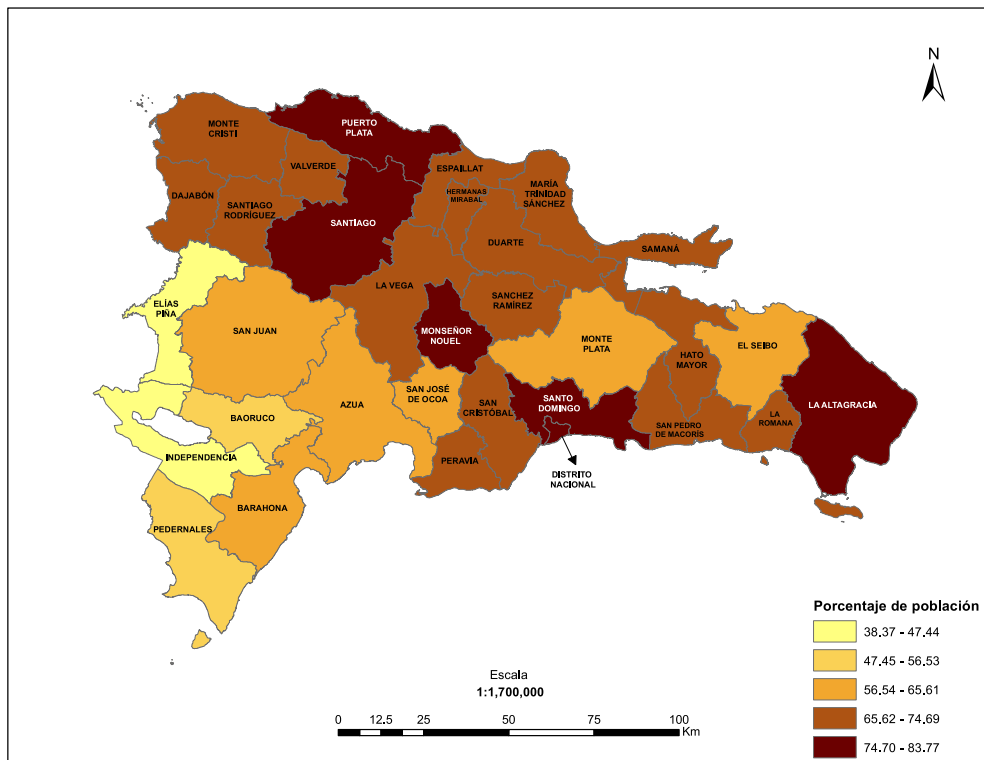 N
PUERTO
PLATA
MONTE
CRISTI
VALVERDE
ESPAILLAT
HERMANAS
MIRABAL
MARÍA
TRINIDAD
SÁNCHEZ
DAJABÓN
SANTIAGO
RODRÍGUEZ
SANTIAGO
DUARTE
SAMANÁ
LA VEGA
SANCHEZ
RAMÍREZ
ELÍAS
PIÑA
SAN JUAN
MONSEÑOR
NOUEL
MONTE
PLATA
EL SEIBO
HATO
MAYOR
SAN JOSÉ
DE OCOA
AZUA
BAORUCO
SAN
CRISTÓBAL
SANTO
DOMINGO
LA ALTAGRACÍA
LA
ROMANA
SAN PEDRO
DE MACORÍS
INDEPENDENCIA
PERAVÍA
DISTRITO
NACIONAL
BARAHONA
PEDERNALES
Porcentaje de población
38.37 - 47.44
47.45 - 56.53
56.54 - 65.61
65.62 - 74.69
74.70 - 83.77
Escala
1:1,700,000
0 12.5 25 50 75 100
Km